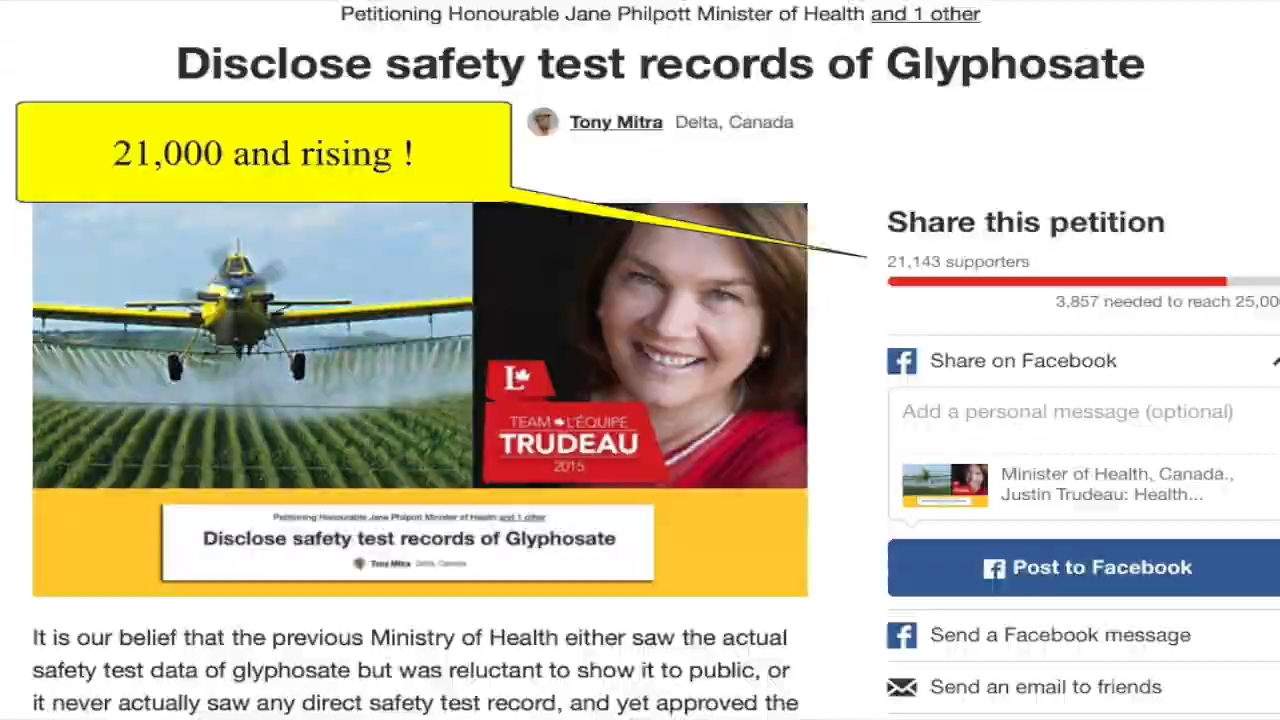 Petitioning Honourable Jane Philpott Minister of Health and 1 other
Disclose safety test records of Glyphosate
Tony Mitra Delta, Canada
21,000 and rising !
Share this petition
21,143 supporters
3,857 needed to reach 25,00
Share on Facebook
Add a personal message (optional)
Minister of Health, Canada.,
Justin Trudeau: Health...
Post to Facebook
Send a Facebook message
Send an email to friends
L
TEAM L'ÉQUIPE
TRUDEAU
2015
Petitioning Honourable Jane Philpott Minister of Health and 1 other
Disclose safety test records of Glyphosate
Tony Mitra Delta, Canada
It is our belief that the previous Ministry of Health either saw the actual
safety test data of glyphosate but was reluctant to show it to public, or
it never actually saw any direct safety test record, and yet approved the